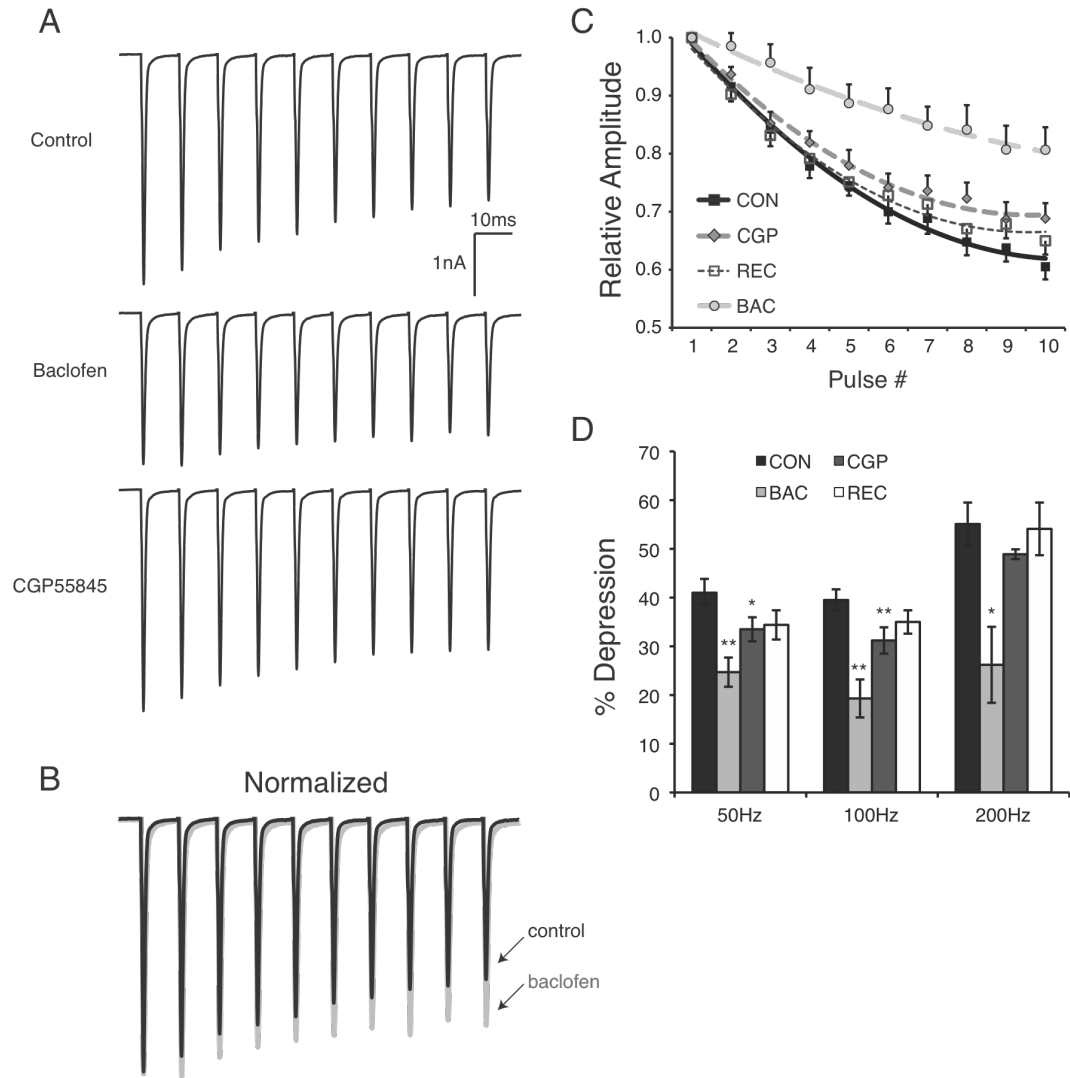 A
Control
10ms
1nA
Baclofen
CGP55845
B
Normalized
control
baclofen
C
Relative Amplitude
1.0
0.9
0.8
0.7
0.6
0.5
CON
CGP
REC
BAC
1 2 3 4 5 6 7 8 9 10
Pulse #
D
% Depression
70
60
50
40
30
20
10
0
CON CGP
BAC REC
** *
** **
*
50Hz 100Hz 200Hz